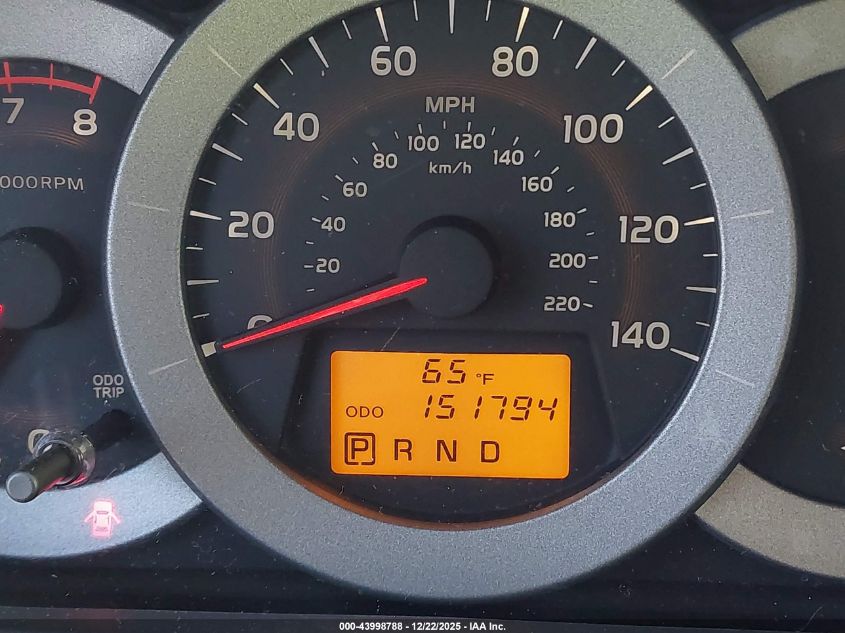 7 8
000RPM
0 20 40 60 80 100 120 140
MPH
20 40 60 80 100 120 140 160 180 200 220
km/h
65 °F
ODO 151794
P R N D
ODO
TRIP
000-43998788 - 12/22/2025 - IAA Inc.